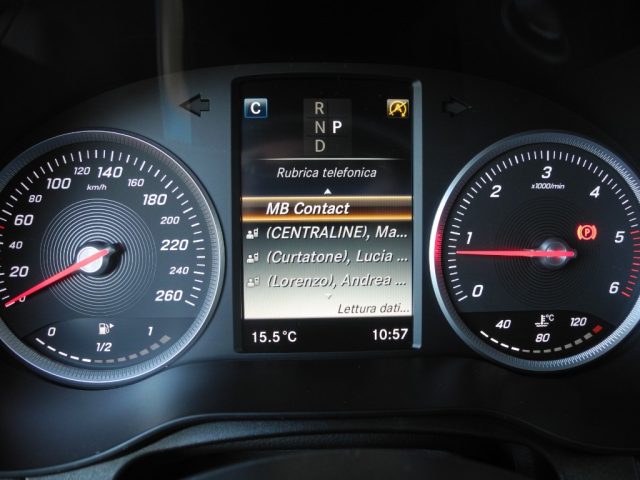 C
R
N P
D
Rubrica telefonica
MB Contact
(CENTRALINE), Ma...
(Curtatone), Lucia ...
(Lorenzo), Andrea ...
Lettura dati...
15.5 °C 10:57
0 20 60 80 100 120 140 160 180 200 220 260
km/h
0 1/2 1
0 1 2 3 4 5 6
x1000/min
P
40 80 120
°C